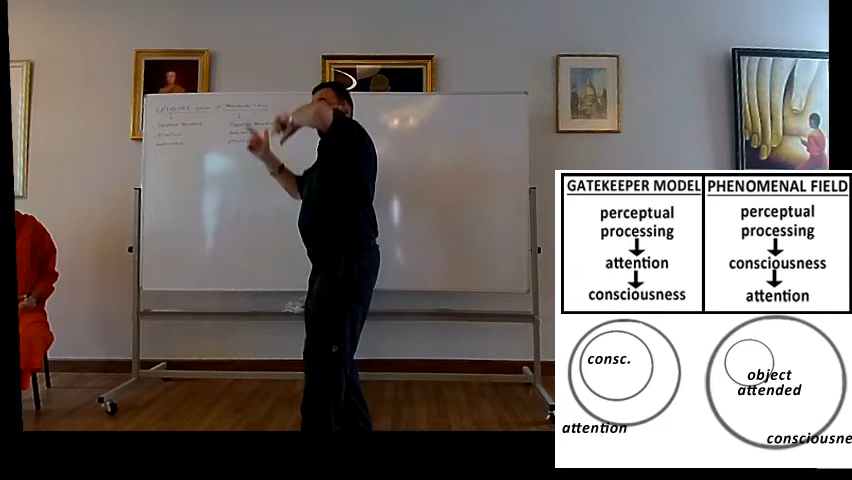 GATEKEEPER MODEL
perceptual
processing
attention
consciousness
PHENOMENAL FIELD
perceptual
processing
consciousness
attention
consc.
attention
object
attended
consciousne